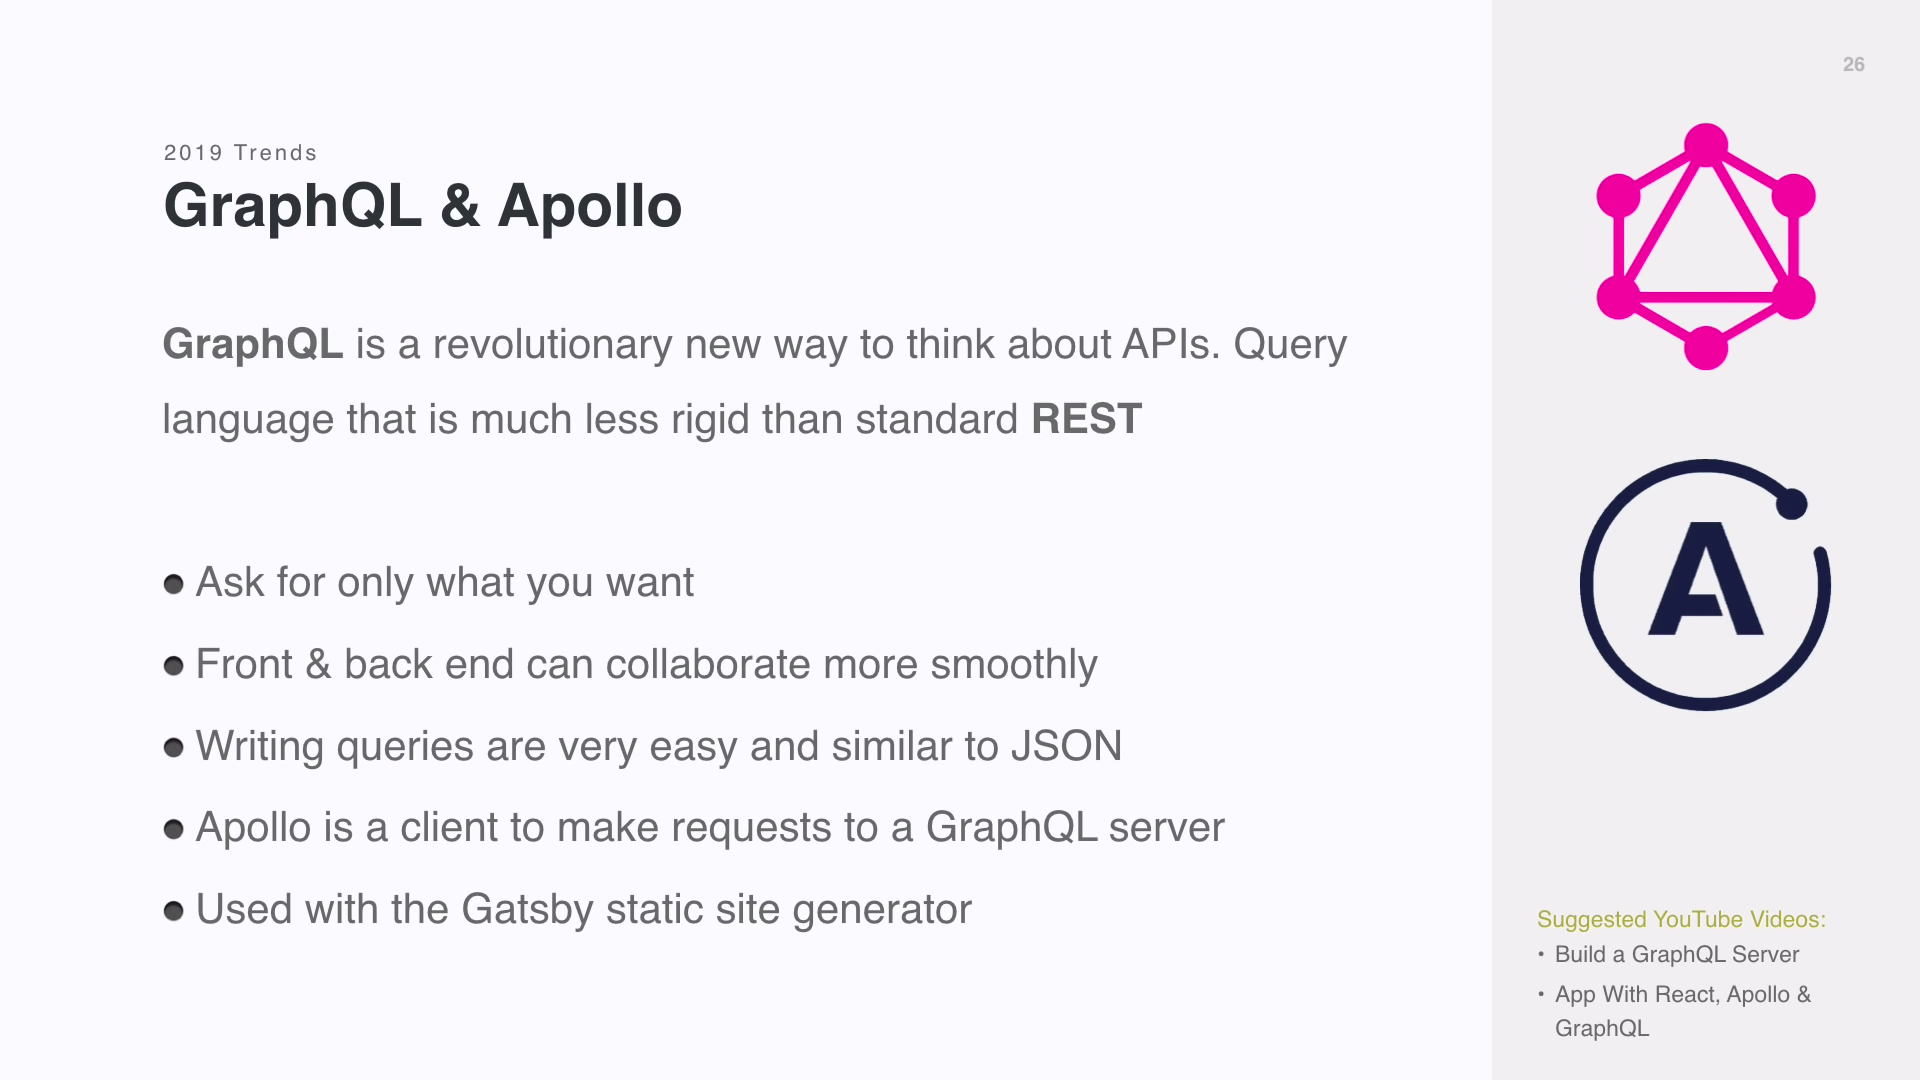 26
2019 Trends
GraphQL & Apollo
GraphQL is a revolutionary new way to think about APIs. Query
language that is much less rigid than standard REST
Ask for only what you want
Front & back end can collaborate more smoothly
Writing queries are very easy and similar to JSON
Apollo is a client to make requests to a GraphQL server
Used with the Gatsby static site generator
A
Suggested YouTube Videos:
• Build a GraphQL Server
• App With React, Apollo &
GraphQL